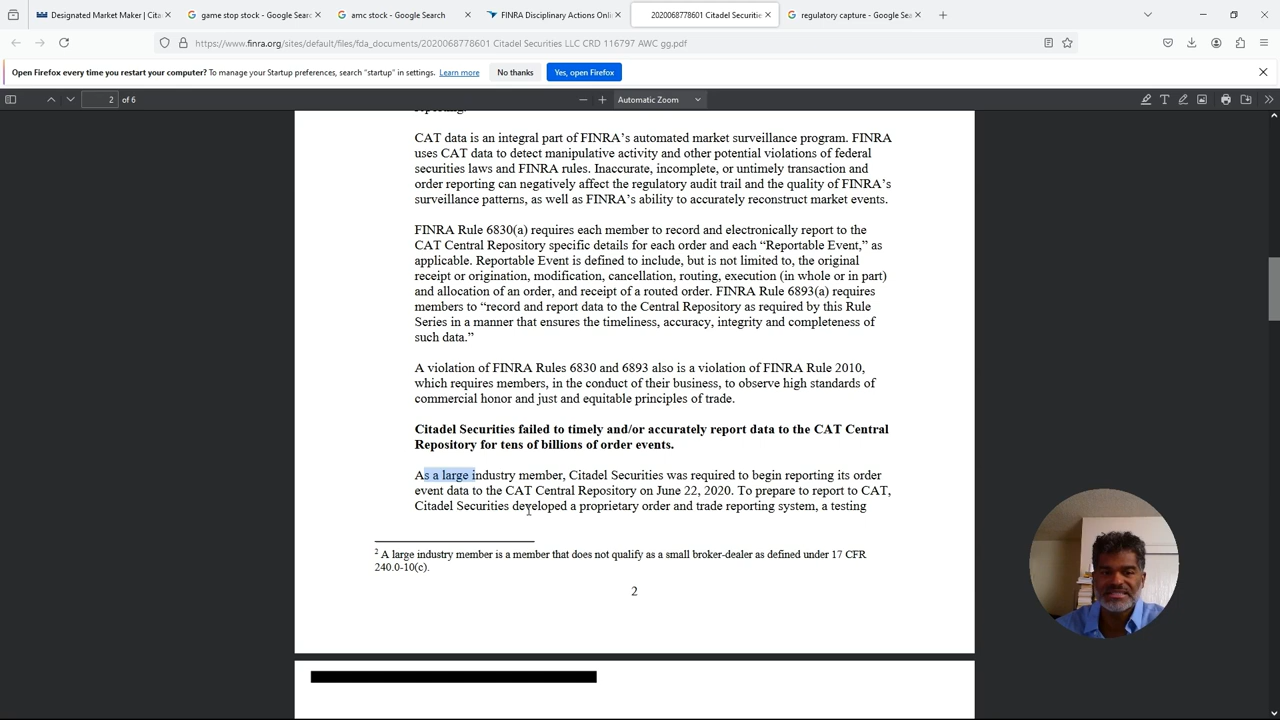 Designated Market Maker | Cita
game stop stock - Google Search
amc stock - Google Search
FINRA Disciplinary Actions Onli
2020068778601 Citadel Securitie
regulatory capture - Google Sea
https://www.finra.org/sites/default/files/fda_documents/2020068778601 Citadel Securities LLC CRD 116797 AWC gg.pdf
Open Firefox every time you restart your computer? To manage your Startup preferences, search “startup” in settings. Learn more No thanks Yes, open Firefox
2 of 6 Automatic Zoom
reporting.
CAT data is an integral part of FINRA’s automated market surveillance program. FINRA
uses CAT data to detect manipulative activity and other potential violations of federal
securities laws and FINRA rules. Inaccurate, incomplete, or untimely transaction and
order reporting can negatively affect the regulatory audit trail and the quality of FINRA’s
surveillance patterns, as well as FINRA’s ability to accurately reconstruct market events.
FINRA Rule 6830(a) requires each member to record and electronically report to the
CAT Central Repository specific details for each order and each “Reportable Event,” as
applicable. Reportable Event is defined to include, but is not limited to, the original
receipt or origination, modification, cancellation, routing, execution (in whole or in part)
and allocation of an order, and receipt of a routed order. FINRA Rule 6893(a) requires
members to “record and report data to the Central Repository as required by this Rule
Series in a manner that ensures the timeliness, accuracy, integrity and completeness of
such data.”
A violation of FINRA Rules 6830 and 6893 also is a violation of FINRA Rule 2010,
which requires members, in the conduct of their business, to observe high standards of
commercial honor and just and equitable principles of trade.
Citadel Securities failed to timely and/or accurately report data to the CAT Central
Repository for tens of billions of order events.
As a large industry member, Citadel Securities was required to begin reporting its order
event data to the CAT Central Repository on June 22, 2020. To prepare to report to CAT,
Citadel Securities developed a proprietary order and trade reporting system, a testing
2 A large industry member is a member that does not qualify as a small broker-dealer as defined under 17 CFR
240.0-10(c).
2